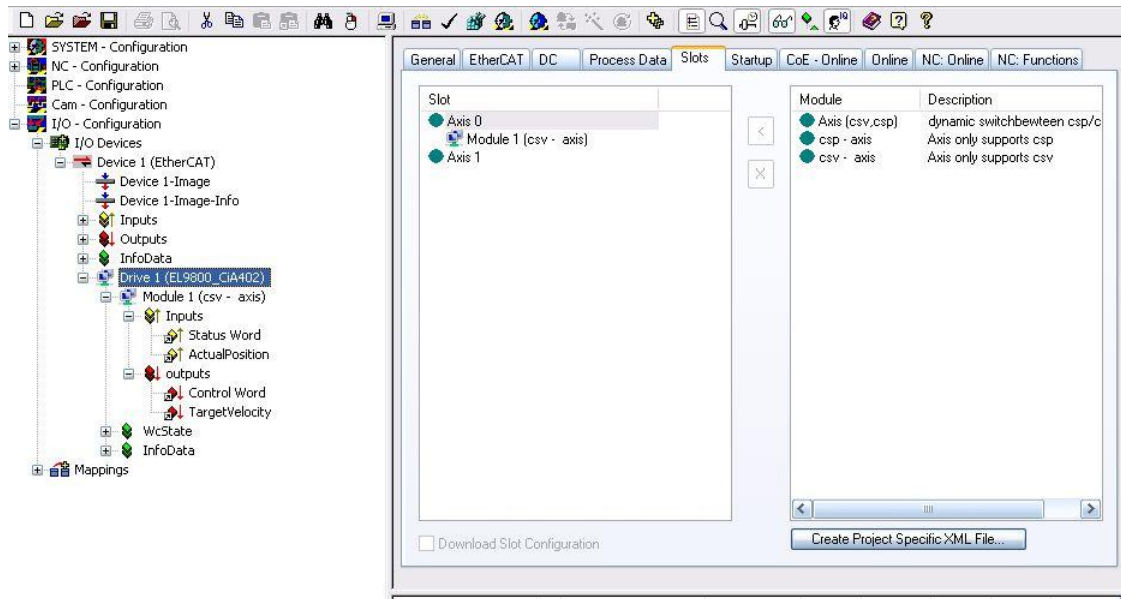 SYSTEM - Configuration
NC - Configuration
PLC - Configuration
Cam - Configuration
I/O - Configuration
I/O Devices
Device 1 (EtherCAT)
Device 1-Image
Device 1-Image-Info
Inputs
Outputs
InfoData
Drive 1 (EL9800_CiA402)
Module 1 (csv - axis)
Inputs
Status Word
ActualPosition
outputs
Control Word
TargetVelocity
WcState
InfoData
Mappings
General EtherCAT DC Process Data Slots Startup CoE - Online Online NC: Online NC: Functions
Slot
Axis 0
Module 1 (csv - axis)
Axis 1
< 
X
Module Description
Axis (csv,csp) dynamic switchbewteen csp/c
csp - axis Axis only supports csp
csv - axis Axis only supports csv
Download Slot Configuration
Create Project Specific XML File...